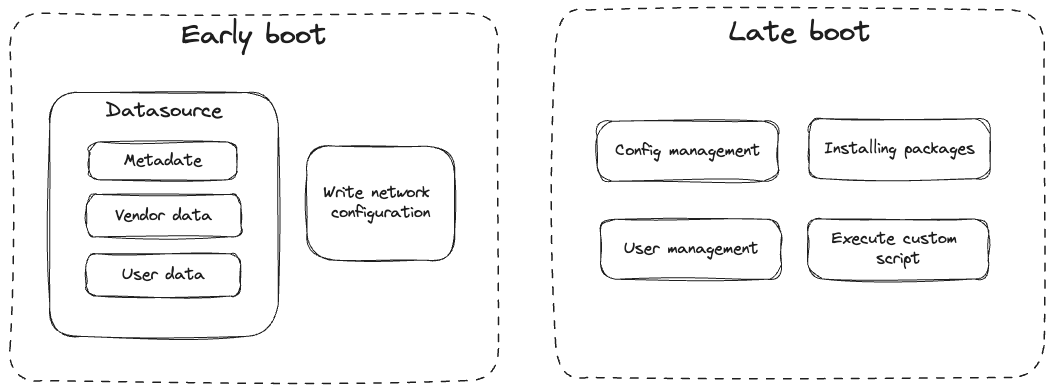 Early boot
Datasource
Metadate
Vendor data
User data
Write network
configuration
Late boot
Config management
Installing packages
User management
Execute custom
script